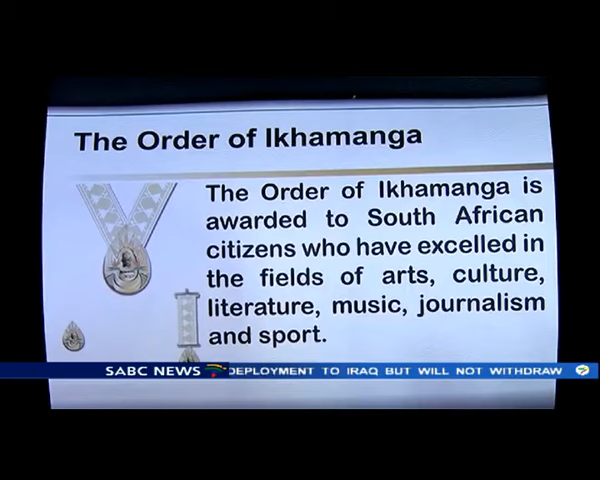 The Order of Ikhamanga
The Order of Ikhamanga is
awarded to South African
citizens who have excelled in
the fields of arts, culture,
literature, music, journalism
and sport.
SABC NEWS DEPLOYMENT TO IRAQ BUT WILL NOT WITHDRAW